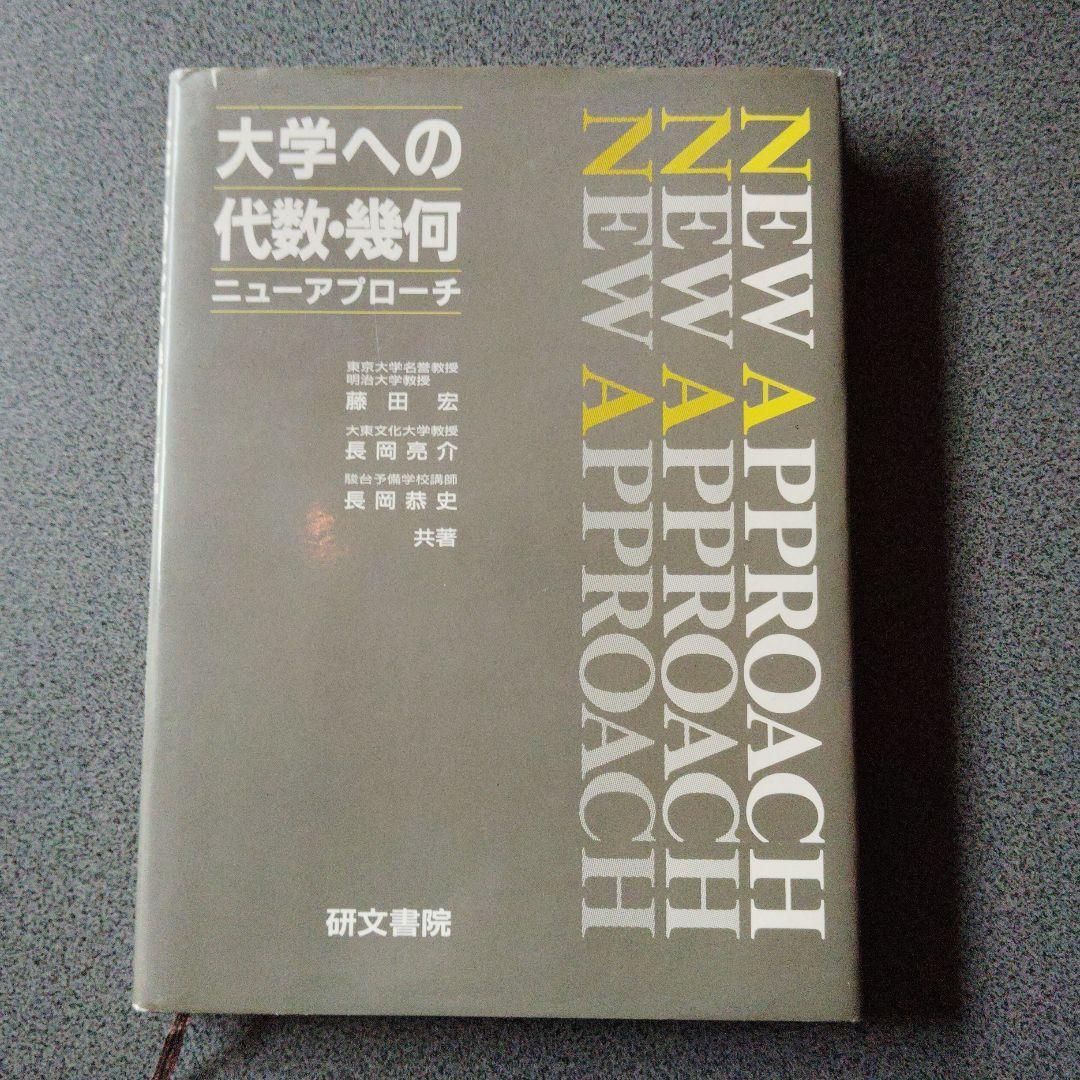 大学への
代数・幾何
ニューアプローチ
東京大学名誉教授
明治大学教授
藤田 宏
大東文化大学教授
長岡亮介
駿台予備学校講師
長岡恭史
共著
研文書院
NEW APPROACH
NEW APPROACH
NEW APPROACH